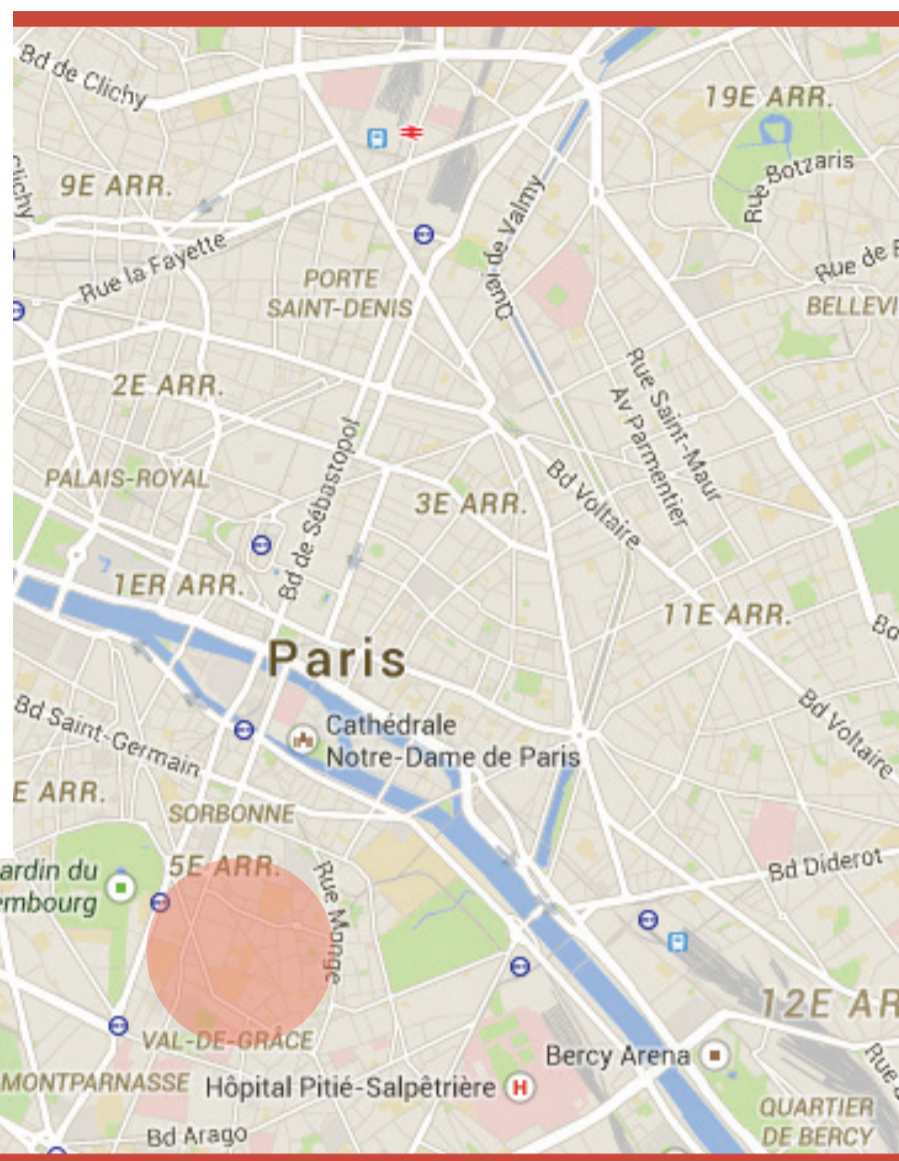 Bd de Clichy
19E ARR.
Rue Botzaris
Clichy
9E ARR.
Quai de Valmy
Rue la Fayette
Rue de
PORTE
SAINT-DENIS
BELLEVI
Rue Saint-Maur
Av Parmentier
2E ARR.
Bd de Sébastopol
PALAIS-ROYAL
3E ARR.
Bd Voltaire
1ER ARR.
11E ARR.
Bd
Paris
Bd Saint-Germain
Cathédrale
Notre-Dame de Paris
Bd Voltaire
E ARR.
SORBONNE
5E ARR.
Rue Monge
Bd Diderot
ardin du
embourg
12E AR
VAL-DE-GRÂCE
Bercy Arena
Rue
MONTPARNASSE
Hôpital Pitié-Salpêtrière H
QUARTIER
DE BERCY
Bd Arago